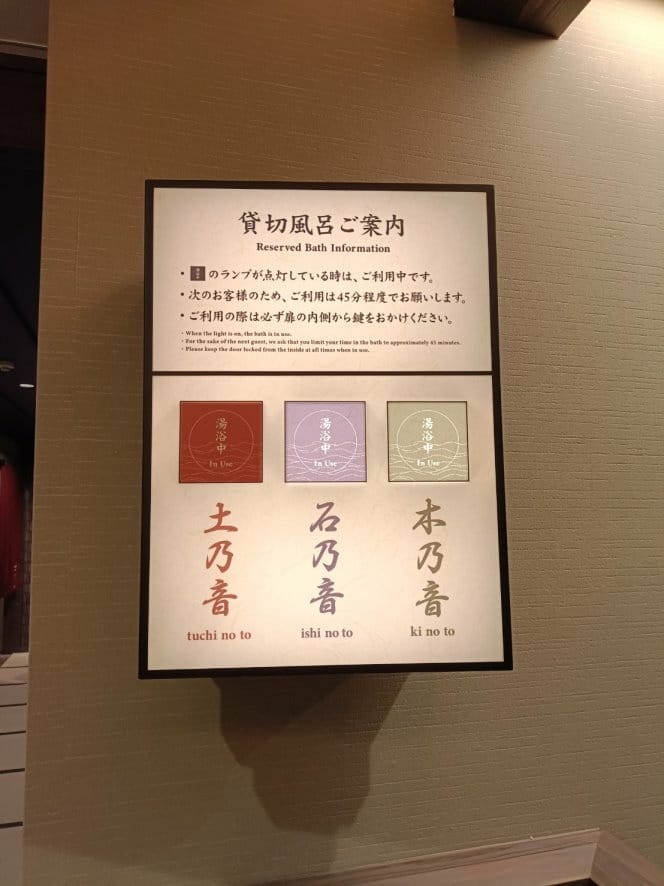 貸切風呂ご案内
Reserved Bath Information
・湯浴中のランプが点灯している時は、ご利用中です。
・次のお客様のため、ご利用は45分程度でお願いします。
・ご利用の際は必ず扉の内側から鍵をおかけください。
・When the light is on, the bath is in use.
・For the sake of the next guest, we ask that you limit your time in the bath to approximately 45 minutes.
・Please keep the door locked from the inside at all times when in use.
湯浴中
In Use
土乃音
tuchi no to
湯浴中
In Use
石乃音
ishi no to
湯浴中
In Use
木乃音
ki no to